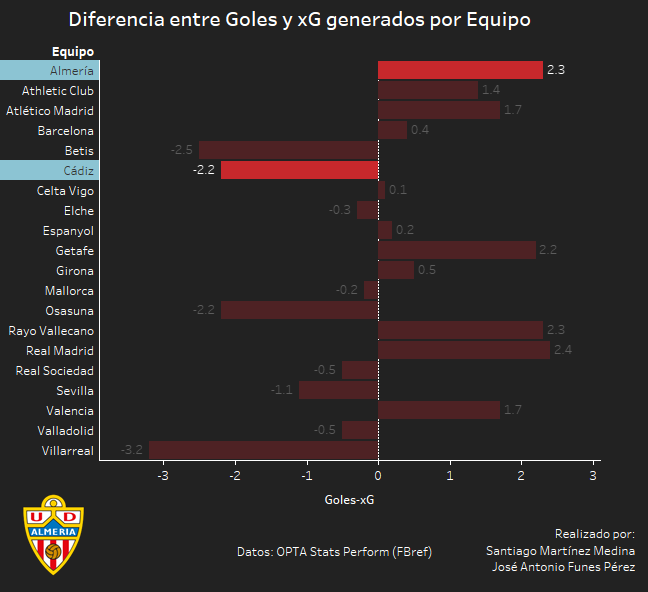 Diferencia entre Goles y xG generados por Equipo
Equipo
Almería 2.3
Athletic Club 1.4
Atlético Madrid 1.7
Barcelona 0.4
Betis -2.5
Cádiz -2.2
Celta Vigo 0.1
Elche -0.3
Espanyol 0.2
Getafe 2.2
Girona 0.5
Mallorca -0.2
Osasuna -2.2
Rayo Vallecano 2.3
Real Madrid 2.4
Real Sociedad -0.5
Sevilla -1.1
Valencia 1.7
Valladolid -0.5
Villarreal -3.2
-3 -2 -1 0 1 2 3
Goles-xG
U D
ALMERIA
Datos: OPTA Stats Perform (FBref)
Realizado por:
Santiago Martínez Medina
José Antonio Funes Pérez